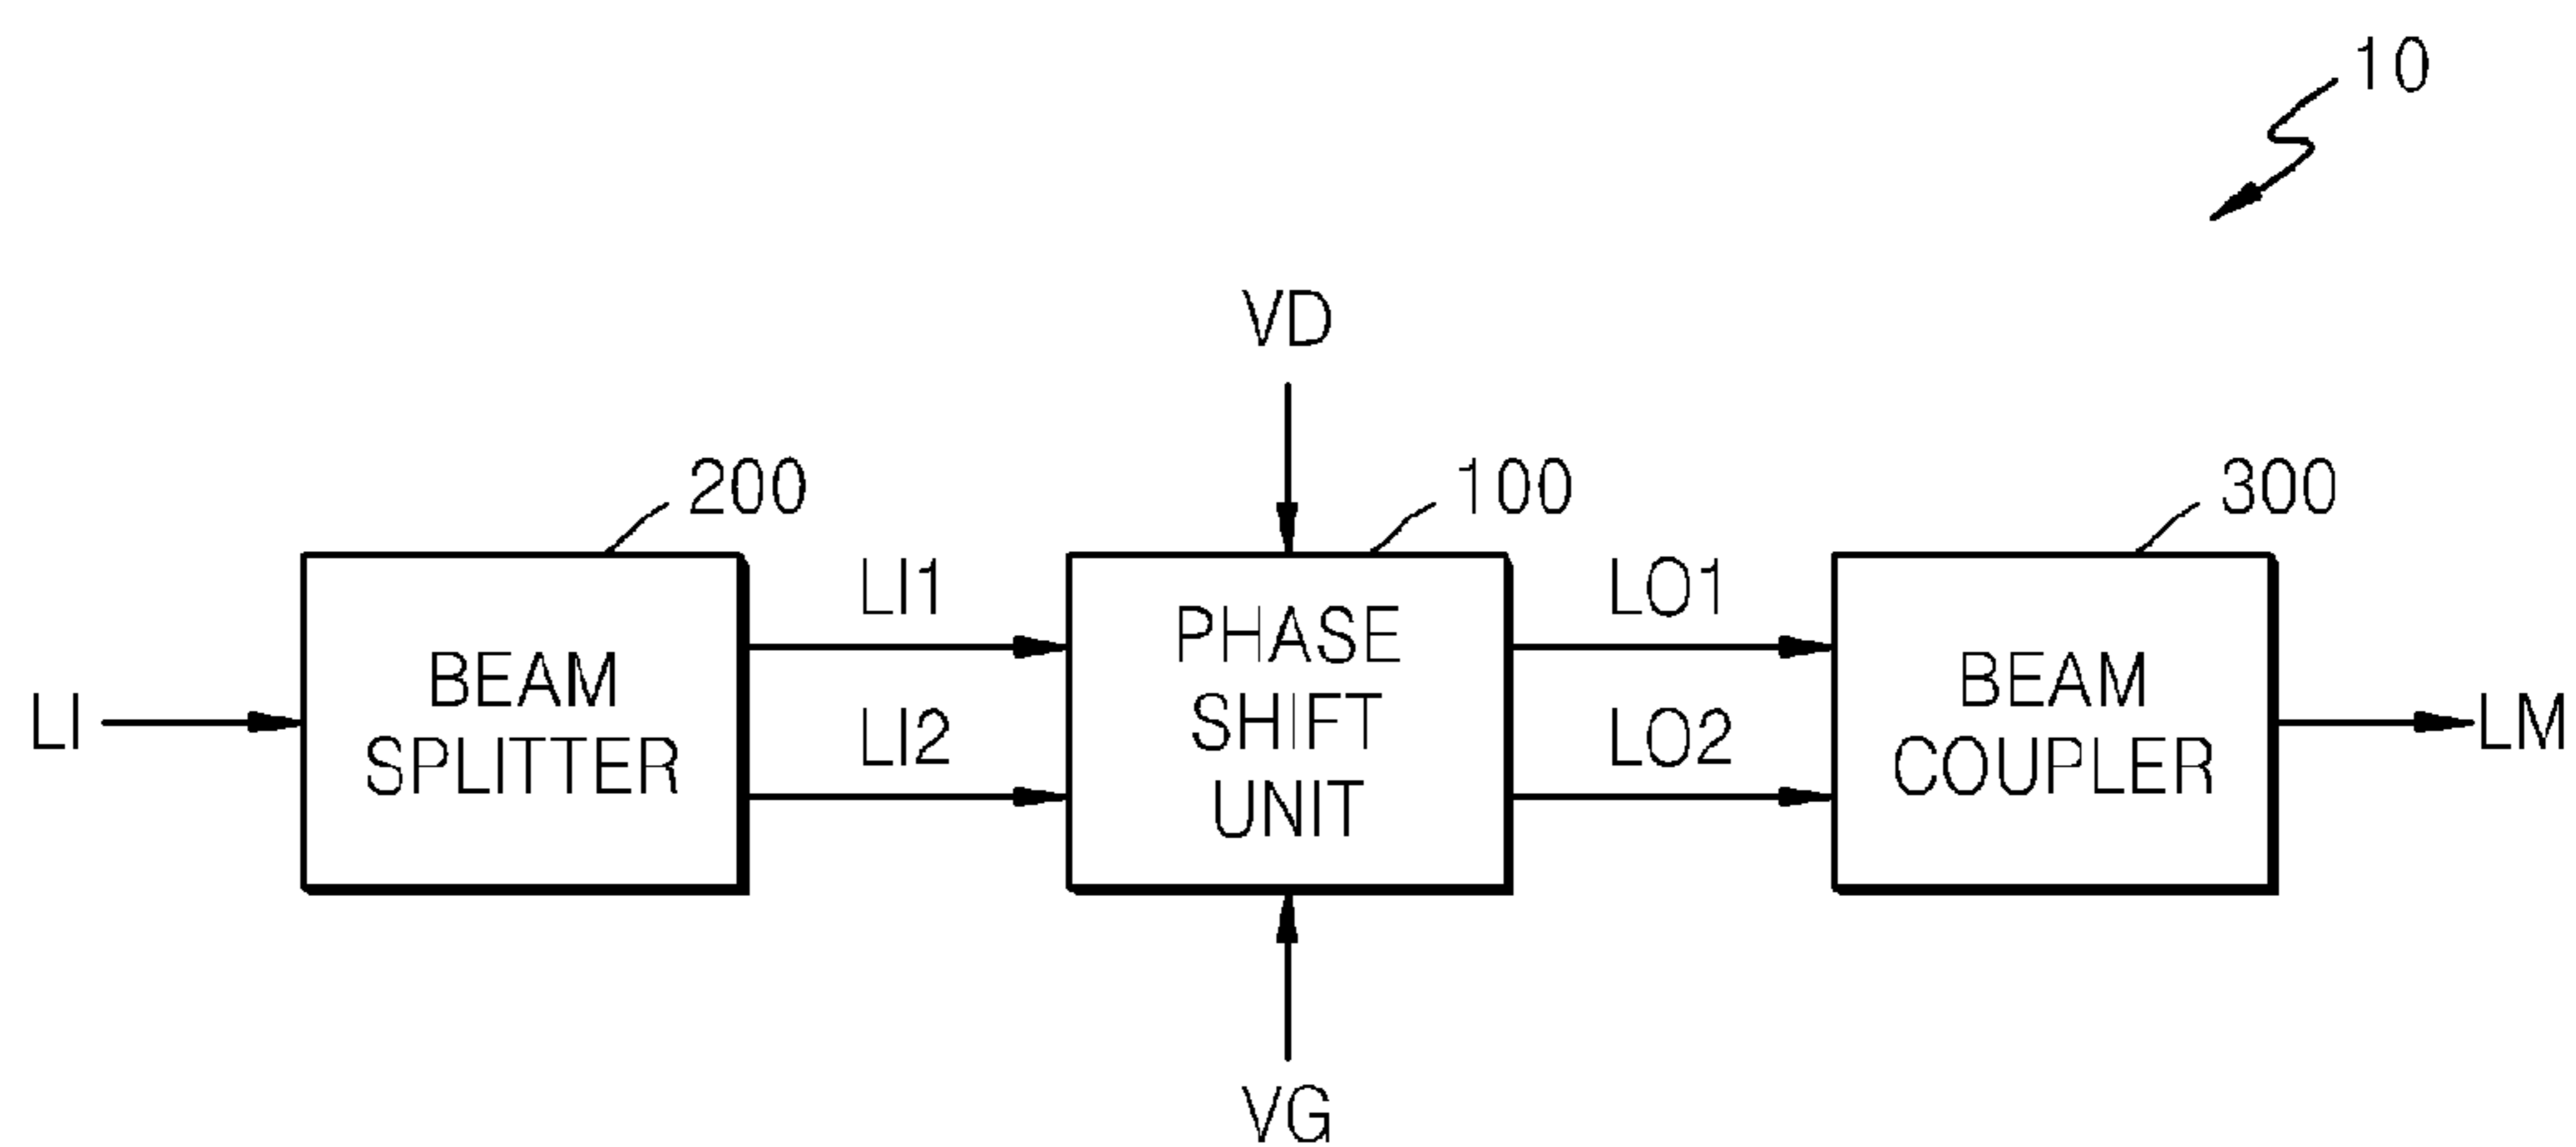 10
VD
200
100
300
LI1
LO1
PHASE
SHIFT
UNIT
BEAM
SPLITTER
BEAM
COUPLER
LI
LI2
LO2
LM
VG